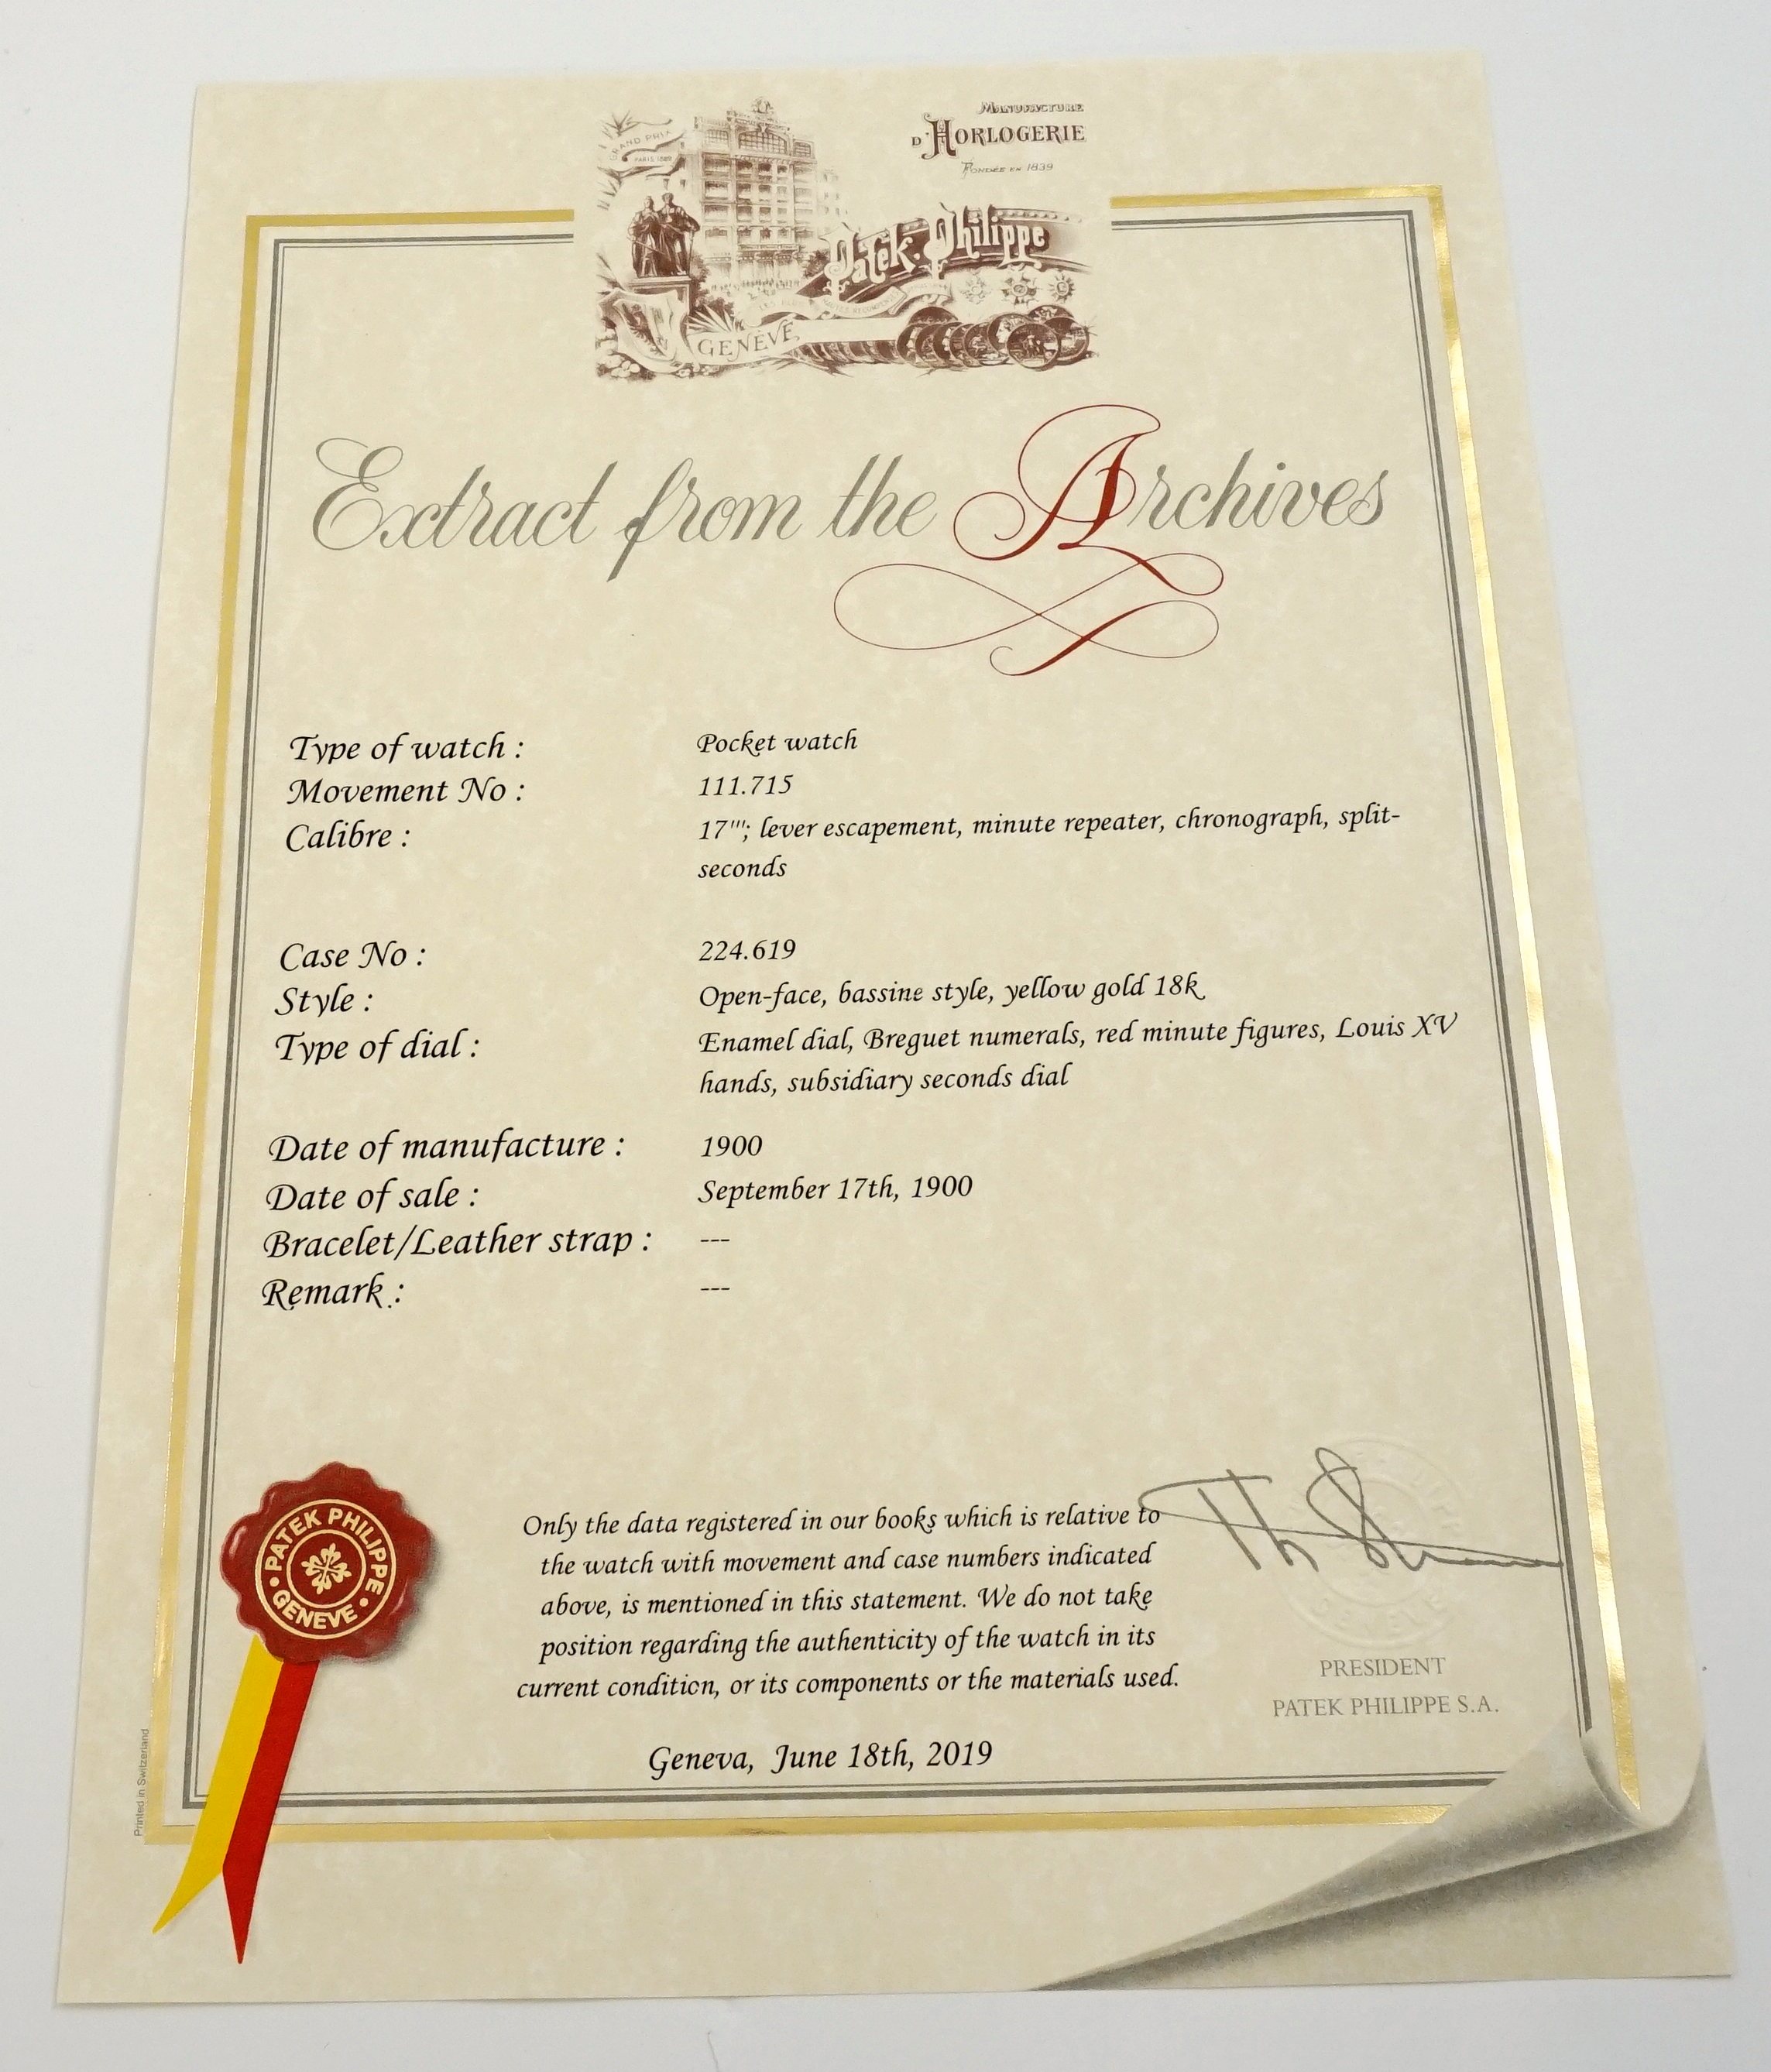 GRAND PRIX
PARIS 1889
MANUFACTURE
D'HORLOGERIE
FONDÉE EN 1839
Patek Philippe
GENÈVE
Extract from the Archives
Type of watch : Pocket watch
Movement No : 111.715
Calibre : 17'''; lever escapement, minute repeater, chronograph, split-
seconds
Case No : 224.619
Style : Open-face, bassine style, yellow gold 18k
Type of dial : Enamel dial, Breguet numerals, red minute figures, Louis XV
hands, subsidiary seconds dial
Date of manufacture : 1900
Date of sale : September 17th, 1900
Bracelet/Leather strap : ---
Remark : ---
PATEK PHILIPPE
GENEVE
Only the data registered in our books which is relative to
the watch with movement and case numbers indicated
above, is mentioned in this statement. We do not take
position regarding the authenticity of the watch in its
current condition, or its components or the materials used.
PRESIDENT
PATEK PHILIPPE S.A.
Geneva, June 18th, 2019
Printed in Switzerland